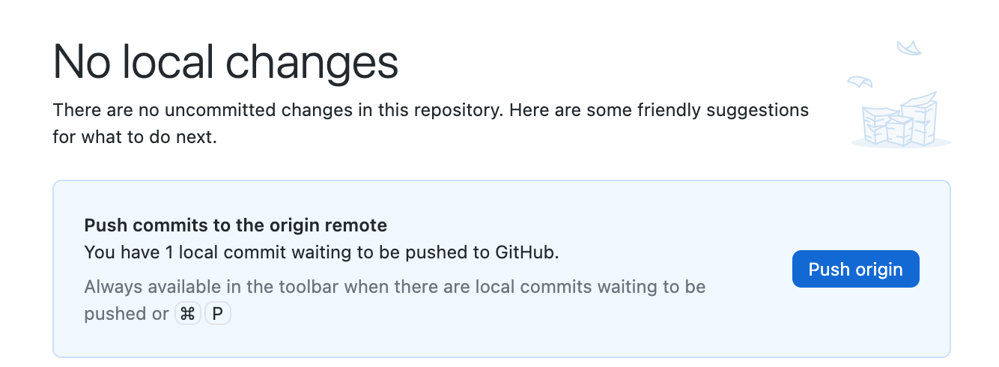 No local changes
There are no uncommitted changes in this repository. Here are some friendly suggestions
for what to do next.
Push commits to the origin remote
You have 1 local commit waiting to be pushed to GitHub.
Push origin
Always available in the toolbar when there are local commits waiting to be
pushed or ⌘ P